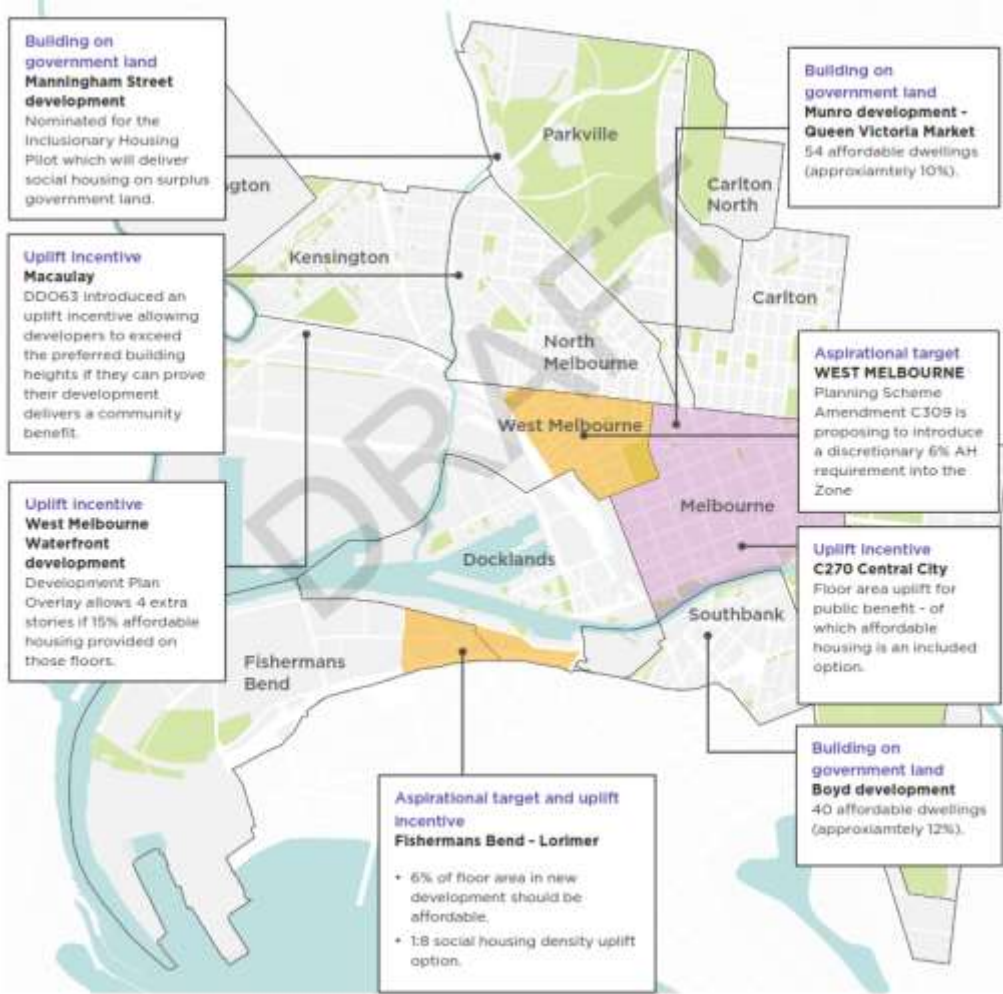 Building on
government land
Manningham Street
development
Nominated for the
Inclusionary Housing
Pilot which will deliver
social housing on surplus
government land.
Uplift incentive
Macaulay
DDO63 introduced an
uplift incentive allowing
developers to exceed
the preferred building
heights if they can prove
their development
delivers a community
benefit.
Uplift incentive
West Melbourne
Waterfront
development
Development Plan
Overlay allows 4 extra
stories if 15% affordable
housing provided on
those floors.
Building on
government land
Munro development -
Queen Victoria Market
54 affordable dwellings
(approxiamtely 10%).
Aspirational target
WEST MELBOURNE
Planning Scheme
Amendment C309 is
proposing to introduce
a discretionary 6% AH
requirement into the
Zone
Uplift incentive
C270 Central City
Floor area uplift for
public benefit - of
which affordable
housing is an included
option.
Building on
government land
Boyd development
40 affordable dwellings
(approxiamtely 12%).
Aspirational target and uplift
incentive
Fishermans Bend - Lorimer
• 6% of floor area in new
development should be
affordable.
• 1:8 social housing density uplift
option.
Parkville
Carlton
North
gton
Kensington
Carlton
North
Melbourne
West Melbourne
Melbourne
Docklands
Southbank
Fishermans
Bend
DRAFT